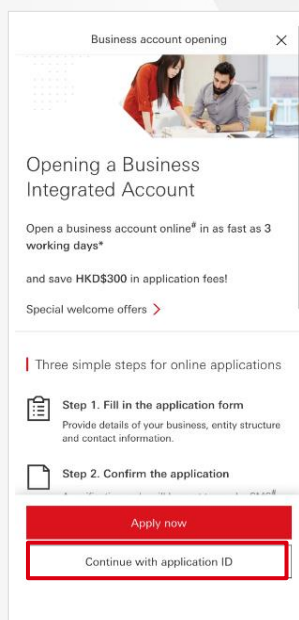 Business account opening
Opening a Business
Integrated Account
Open a business account online# in as fast as 3
working days*
and save HKD$300 in application fees!
Special welcome offers
Three simple steps for online applications
Step 1. Fill in the application form
Provide details of your business, entity structure
and contact information.
Step 2. Confirm the application
Apply now
Continue with application ID